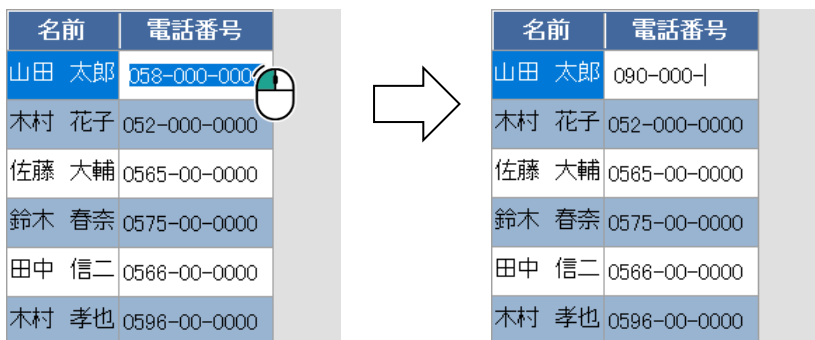 名前 電話番号
山田 太郎 058-000-000
木村 花子 052-000-0000
佐藤 大輔 0565-00-0000
鈴木 春奈 0575-00-0000
田中 信二 0566-00-0000
木村 孝也 0596-00-0000
名前 電話番号
山田 太郎 090-000-
木村 花子 052-000-0000
佐藤 大輔 0565-00-0000
鈴木 春奈 0575-00-0000
田中 信二 0566-00-0000
木村 孝也 0596-00-0000